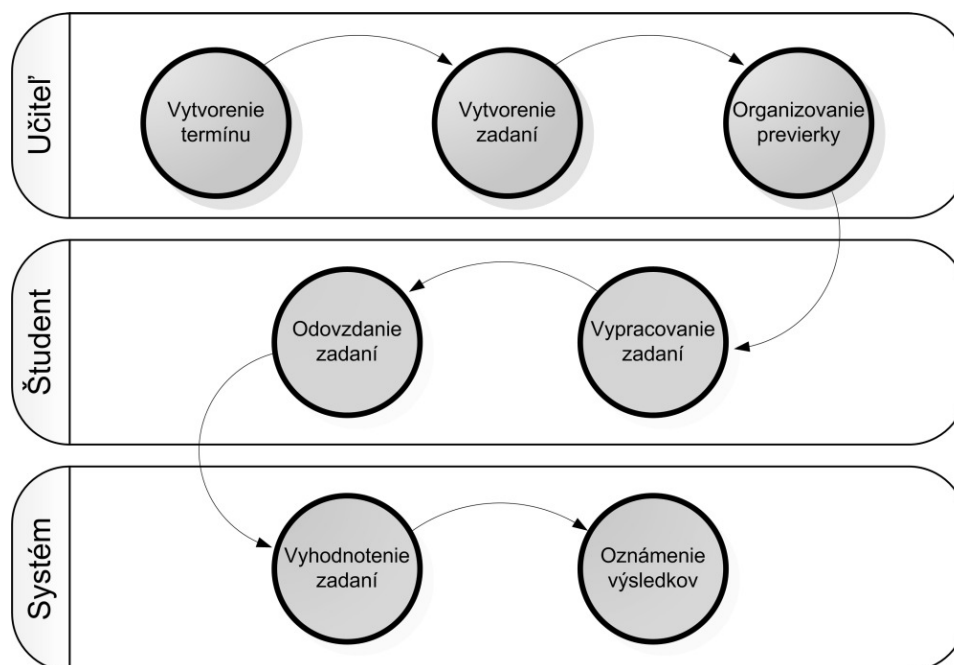 Učiteľ
Vytvorenie
termínu
Vytvorenie
zadaní
Organizovanie
previerky
Študent
Odovzdanie
zadaní
Vypracovanie
zadaní
Systém
Vyhodnotenie
zadaní
Oznámenie
výsledkov